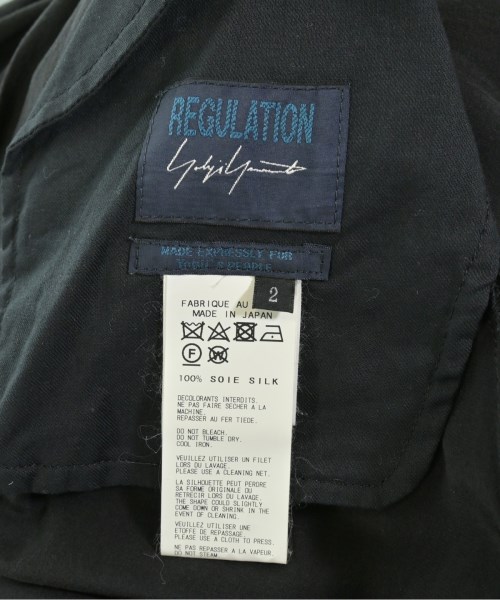 REGULATION
Yohji Yamamoto
MADE EXPRESSLY FOR
2
FABRIQUE AU
MADE IN JAPAN
F
W
100% SOIE SILK
DECOLORANTS INTERDITS.
NE PAS FAIRE SECHER A LA
MACHINE.
REPASSER AU FER TIEDE.
DO NOT BLEACH.
DO NOT TUMBLE DRY.
COOL IRON.
VEUILLEZ UTILISER UN FILET
LORS DU LAVAGE.
PLEASE USE A CLEANING NET.
LA SILHOUETTE PEUT PERDRE
SA FORME ORIGINALE OU
RETRECIR LORS DU LAVAGE.
THE SHAPE COULD SLIGHTLY
COME DOWN OR SHRINK IN THE
EVENT OF CLEANING.
VEUILLEZ UTILISER UNE
ETOFFE DE REPASSAGE.
PLEASE USE A CLOTH TO PRESS.
NE PAS REPASSER A LA VAPEUR
DO NOT STEAM.